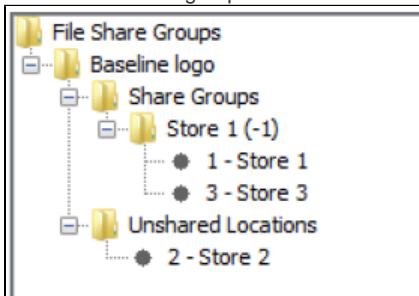 File Share Groups
Baseline logo
Share Groups
Store 1 (-1)
1 - Store 1
3 - Store 3
Unshared Locations
2 - Store 2